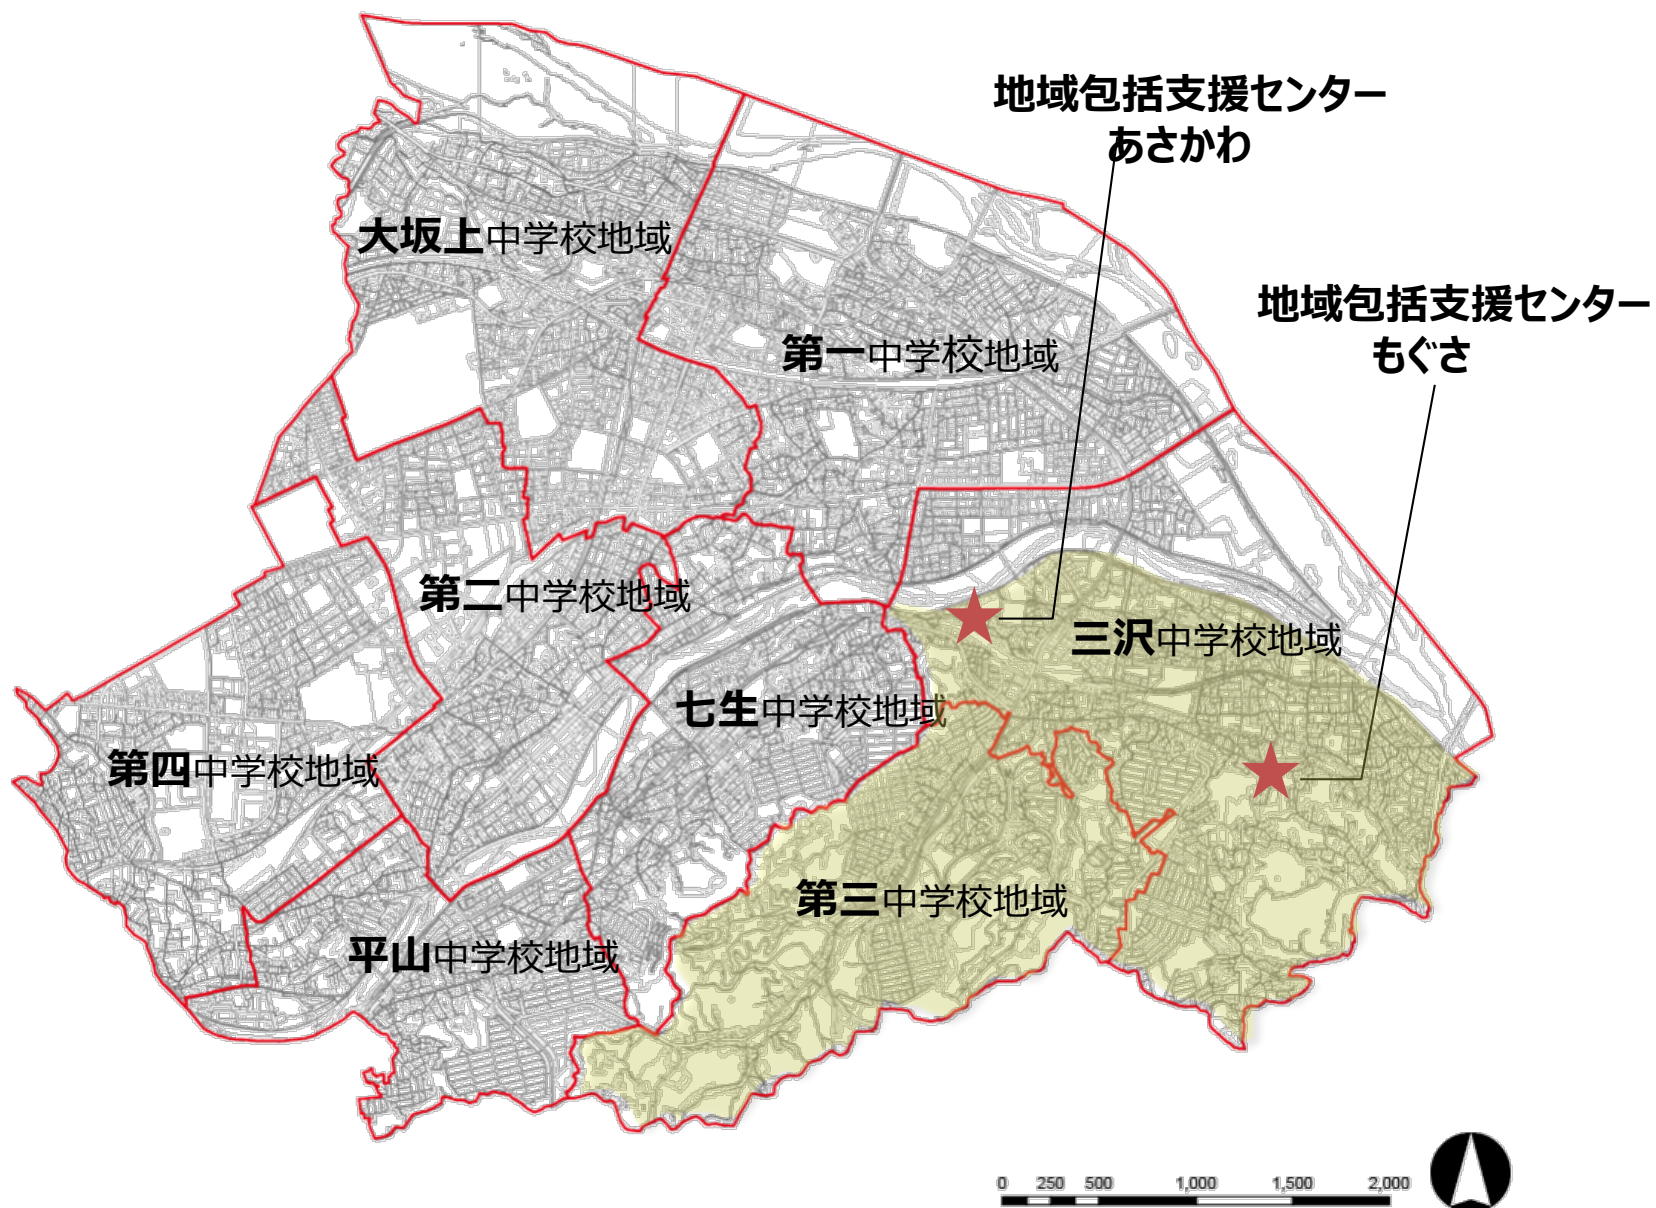 地域包括支援センター
あさかわ
大坂上中学校地域
地域包括支援センター
もぐさ
第一中学校地域
第二中学校地域
三沢中学校地域
七生中学校地域
第四中学校地域
第三中学校地域
平山中学校地域
0 250 500 1,000 1,500 2,000